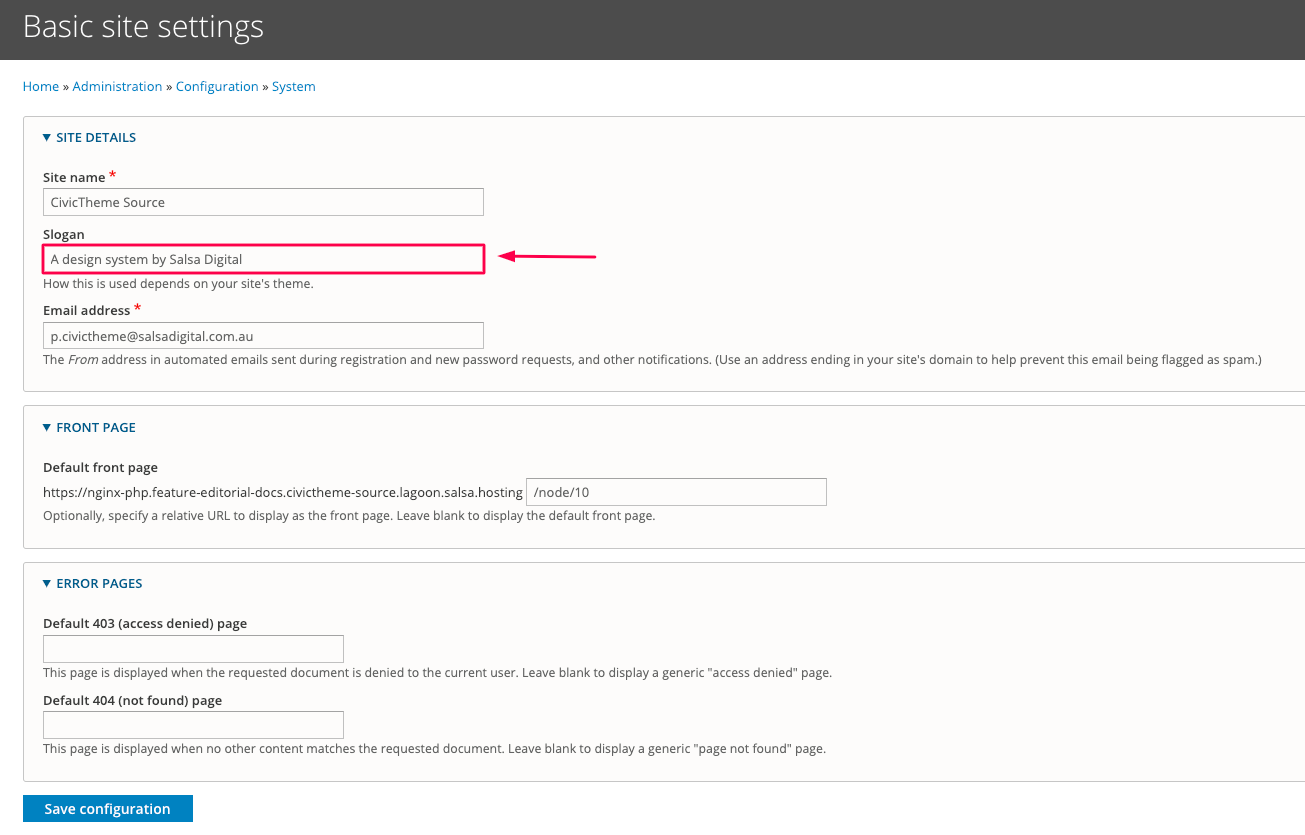 Basic site settings
Home » Administration » Configuration » System
▼ SITE DETAILS
Site name *
CivicTheme Source
Slogan
A design system by Salsa Digital
How this is used depends on your site's theme.
Email address *
p.civictheme@salsadigital.com.au
The From address in automated emails sent during registration and new password requests, and other notifications. (Use an address ending in your site's domain to help prevent this email being flagged as spam.)
▼ FRONT PAGE
Default front page
https://nginx-php.feature-editorial-docs.civictheme-source.lagoon.salsa.hosting /node/10
Optionally, specify a relative URL to display as the front page. Leave blank to display the default front page.
▼ ERROR PAGES
Default 403 (access denied) page
This page is displayed when the requested document is denied to the current user. Leave blank to display a generic "access denied" page.
Default 404 (not found) page
This page is displayed when no other content matches the requested document. Leave blank to display a generic "page not found" page.
Save configuration